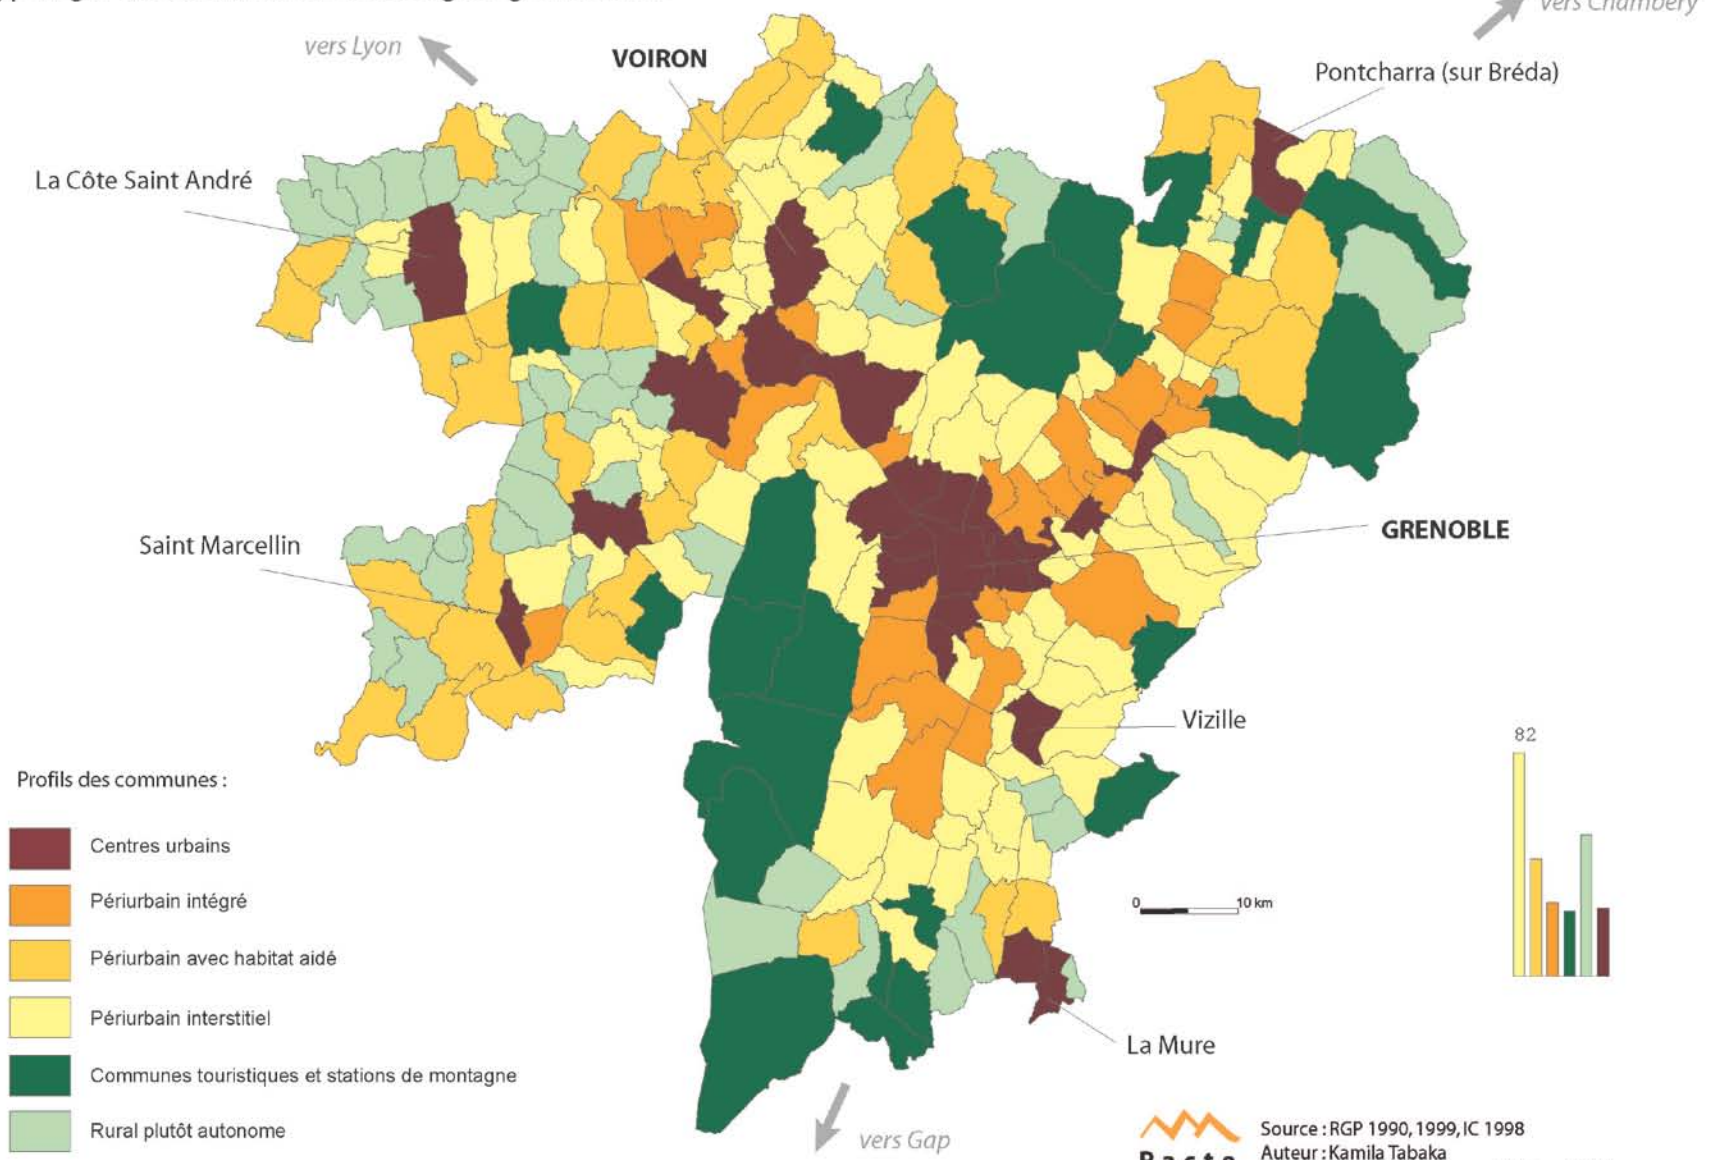 vers Lyon
VOIRON
vers Chambéry
Pontcharra (sur Bréda)
La Côte Saint André
Saint Marcellin
GRENOBLE
Vizille
82
Profils des communes :
Centres urbains
Périurbain intégré
Périurbain avec habitat aidé
Périurbain interstitiel
Communes touristiques et stations de montagne
Rural plutôt autonome
0 10 km
La Mure
vers Gap
Source : RGP 1990, 1999, IC 1998
Auteur : Kamila Tabaka